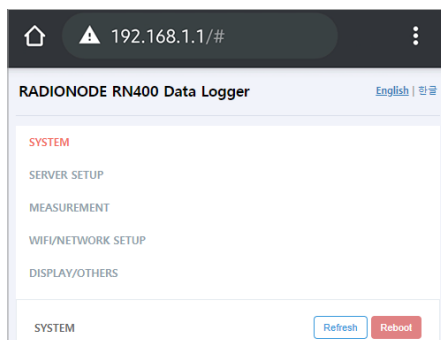 192.168.1.1/#
RADIONODE RN400 Data Logger English | 한글
SYSTEM
SERVER SETUP
MEASUREMENT
WIFI/NETWORK SETUP
DISPLAY/OTHERS
SYSTEM Refresh Reboot